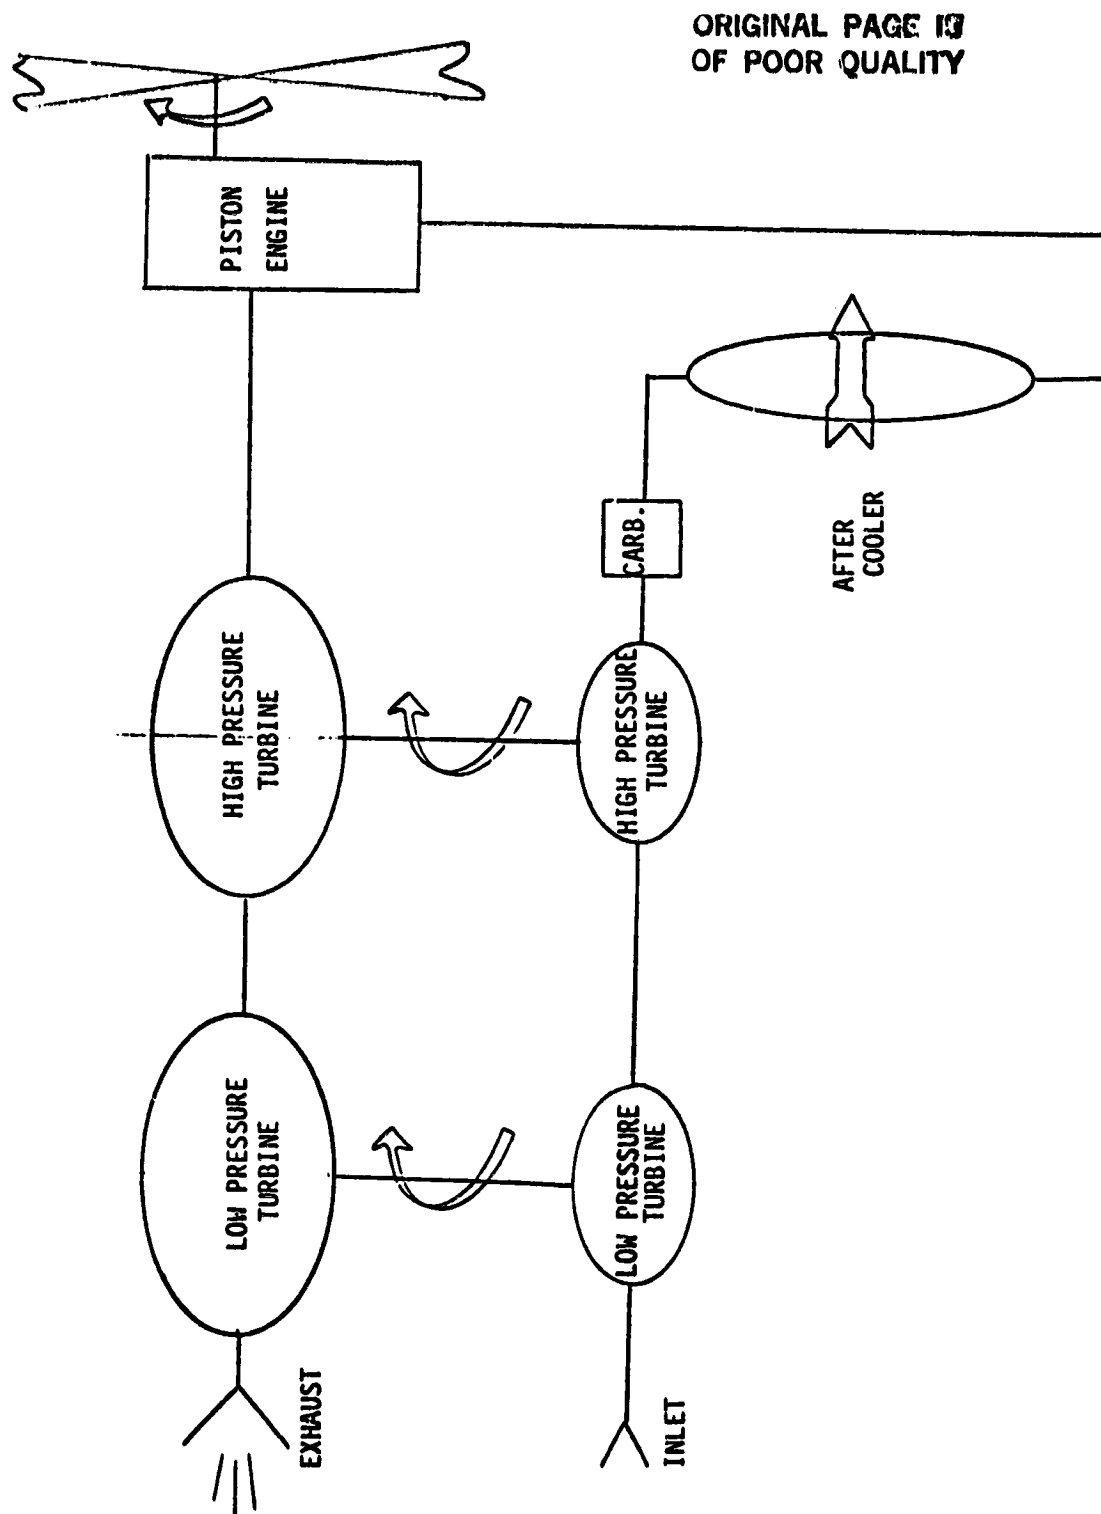 ORIGINAL PAGE IS
OF POOR QUALITY
PISTON
ENGINE
HIGH PRESSURE
TURBINE
LOW PRESSURE
TURBINE
EXHAUST
CARB.
AFTER
COOLER
HIGH PRESSURE
TURBINE
LOW PRESSURE
TURBINE
INLET